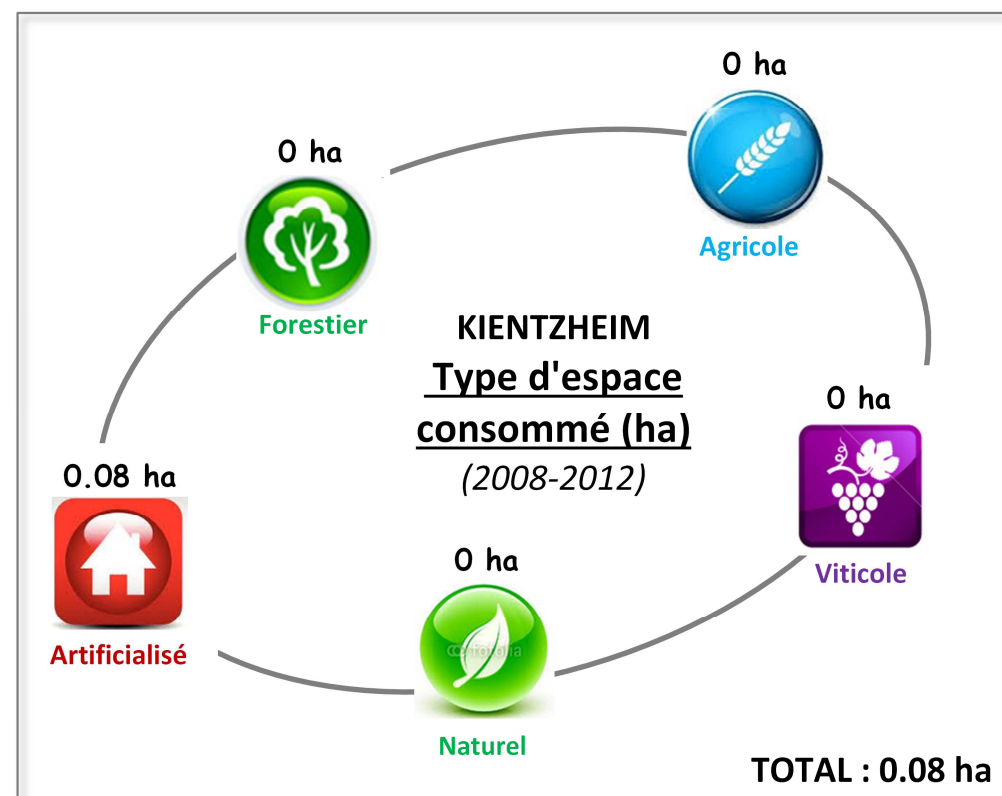 0 ha
Agricole
0 ha
Forestier
KIENTZHEIM
Type d'espace
consommé (ha)
(2008-2012)
0 ha
Viticole
0.08 ha
Artificialisé
0 ha
Naturel
TOTAL : 0.08 ha